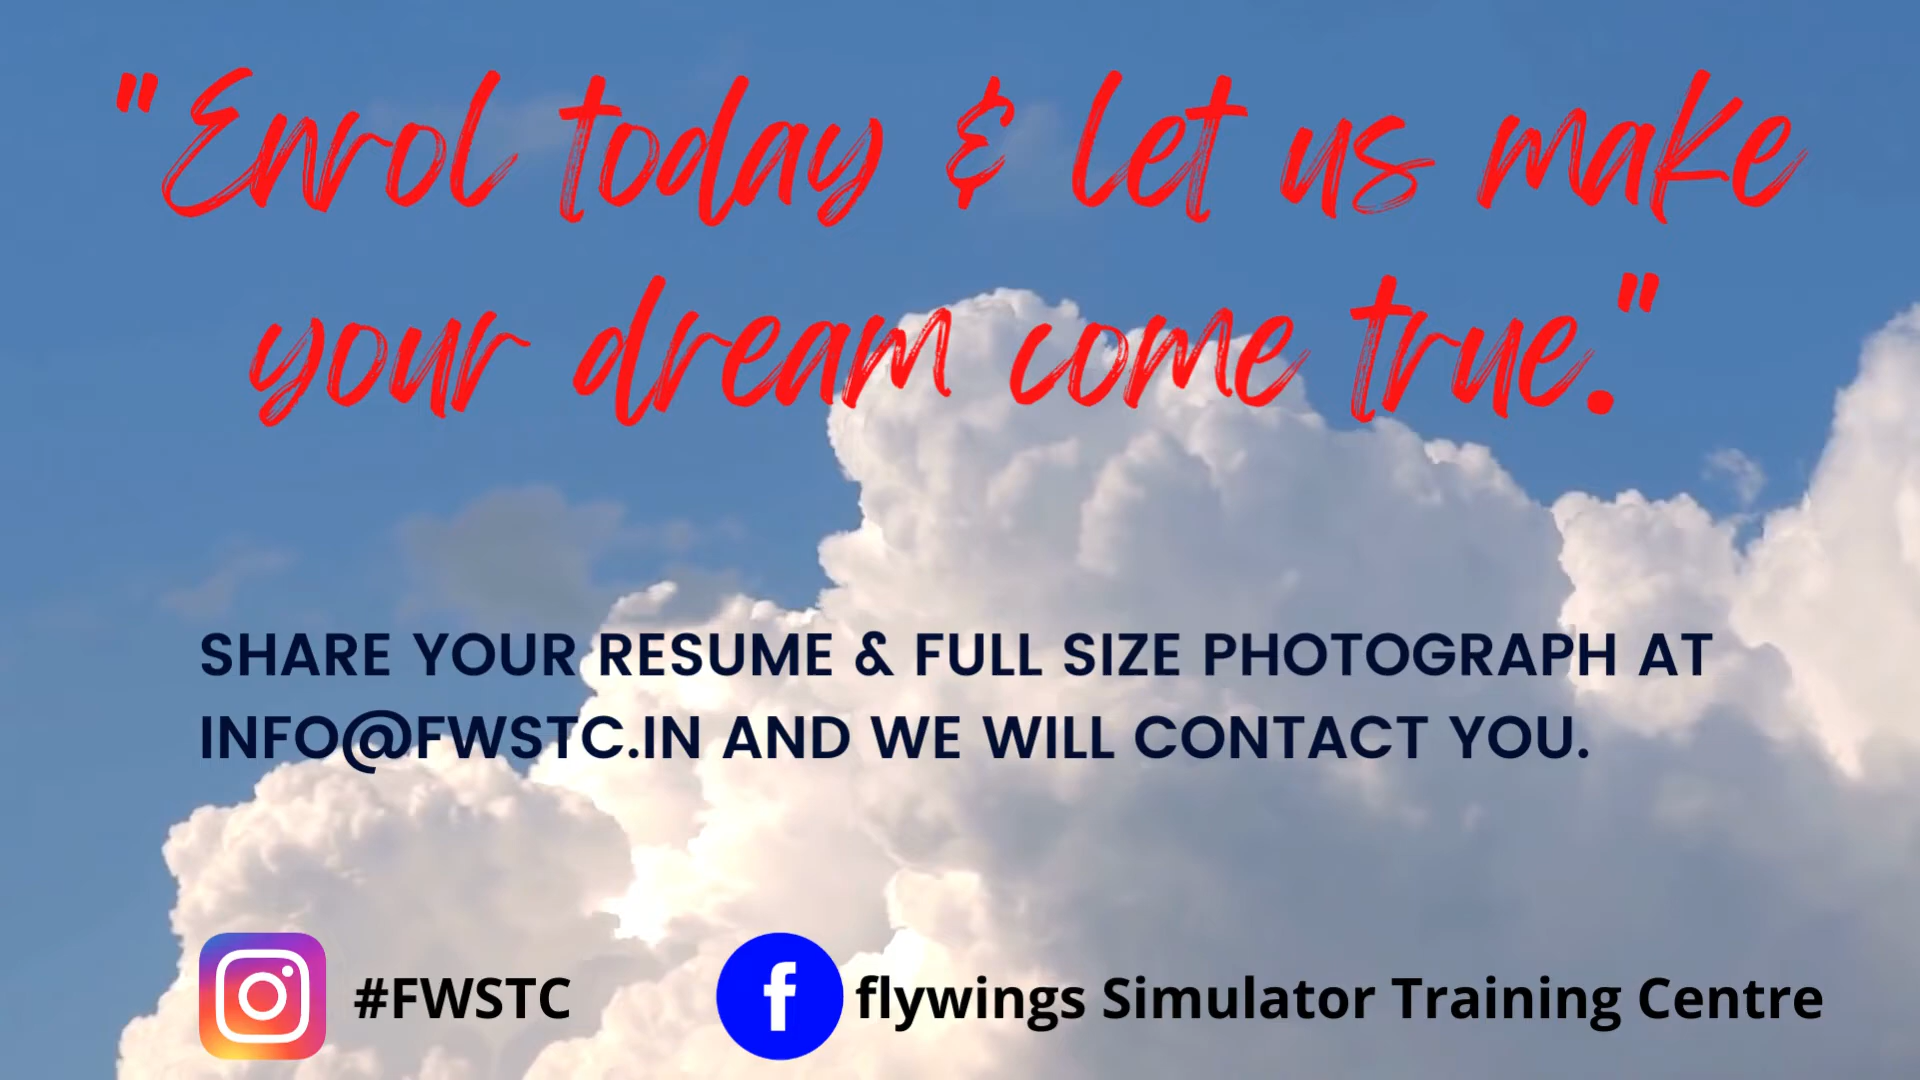 "Enrol today & let us make
your dream come true."
SHARE YOUR RESUME & FULL SIZE PHOTOGRAPH AT
INFO@FWSTC.IN AND WE WILL CONTACT YOU.
#FWSTC
flywings Simulator Training Centre